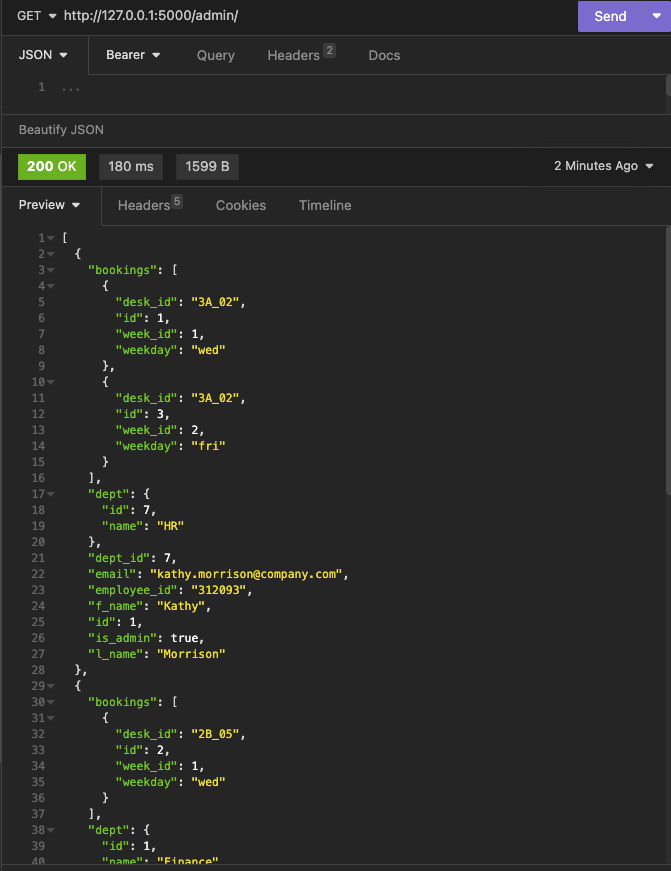 GET http://127.0.0.1:5000/admin/ Send
JSON Bearer Query Headers 2 Docs
1 ...
Beautify JSON
200 OK 180 ms 1599 B 2 Minutes Ago
Preview Headers 5 Cookies Timeline
1 [
2 {
3 "bookings": [
4 {
5 "desk_id": "3A_02",
6 "id": 1,
7 "week_id": 1,
8 "weekday": "wed"
9 },
10 {
11 "desk_id": "3A_02",
12 "id": 3,
13 "week_id": 2,
14 "weekday": "fri"
15 }
16 ],
17 "dept": {
18 "id": 7,
19 "name": "HR"
20 },
21 "dept_id": 7,
22 "email": "kathy.morrison@company.com",
23 "employee_id": "312093",
24 "f_name": "Kathy",
25 "id": 1,
26 "is_admin": true,
27 "l_name": "Morrison"
28 },
29 {
30 "bookings": [
31 {
32 "desk_id": "2B_05",
33 "id": 2,
34 "week_id": 1,
35 "weekday": "wed"
36 }
37 ],
38 "dept": {
39 "id": 1,
40 "name": "Finance"